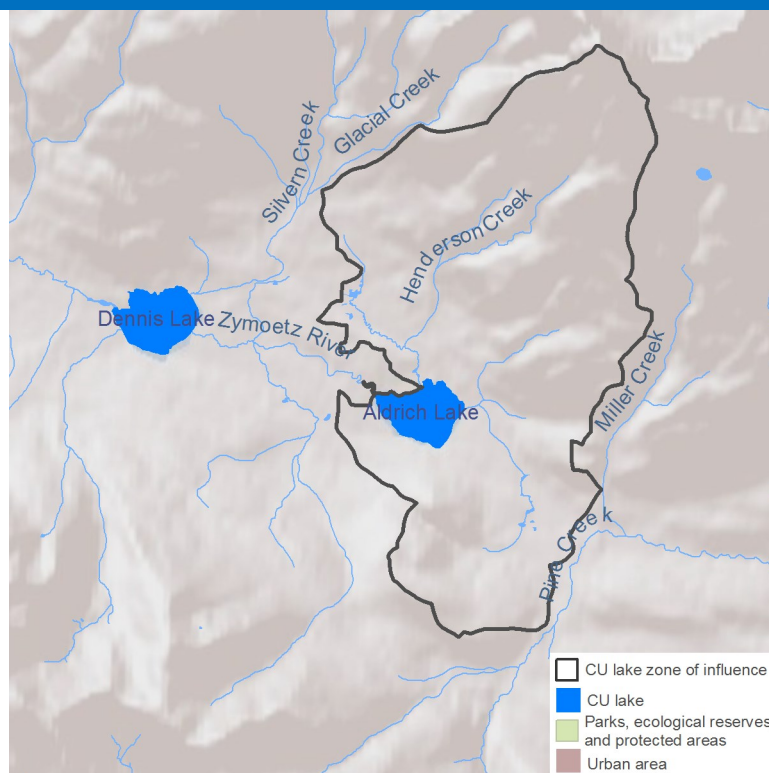 Silvern Creek
Glacial Creek
Henderson Creek
Dennis Lake
Zymoetz River
Aldrich Lake
Miller Creek
Pine Creek
CU lake zone of influence
CU lake
Parks, ecological reserves
and protected areas
Urban area